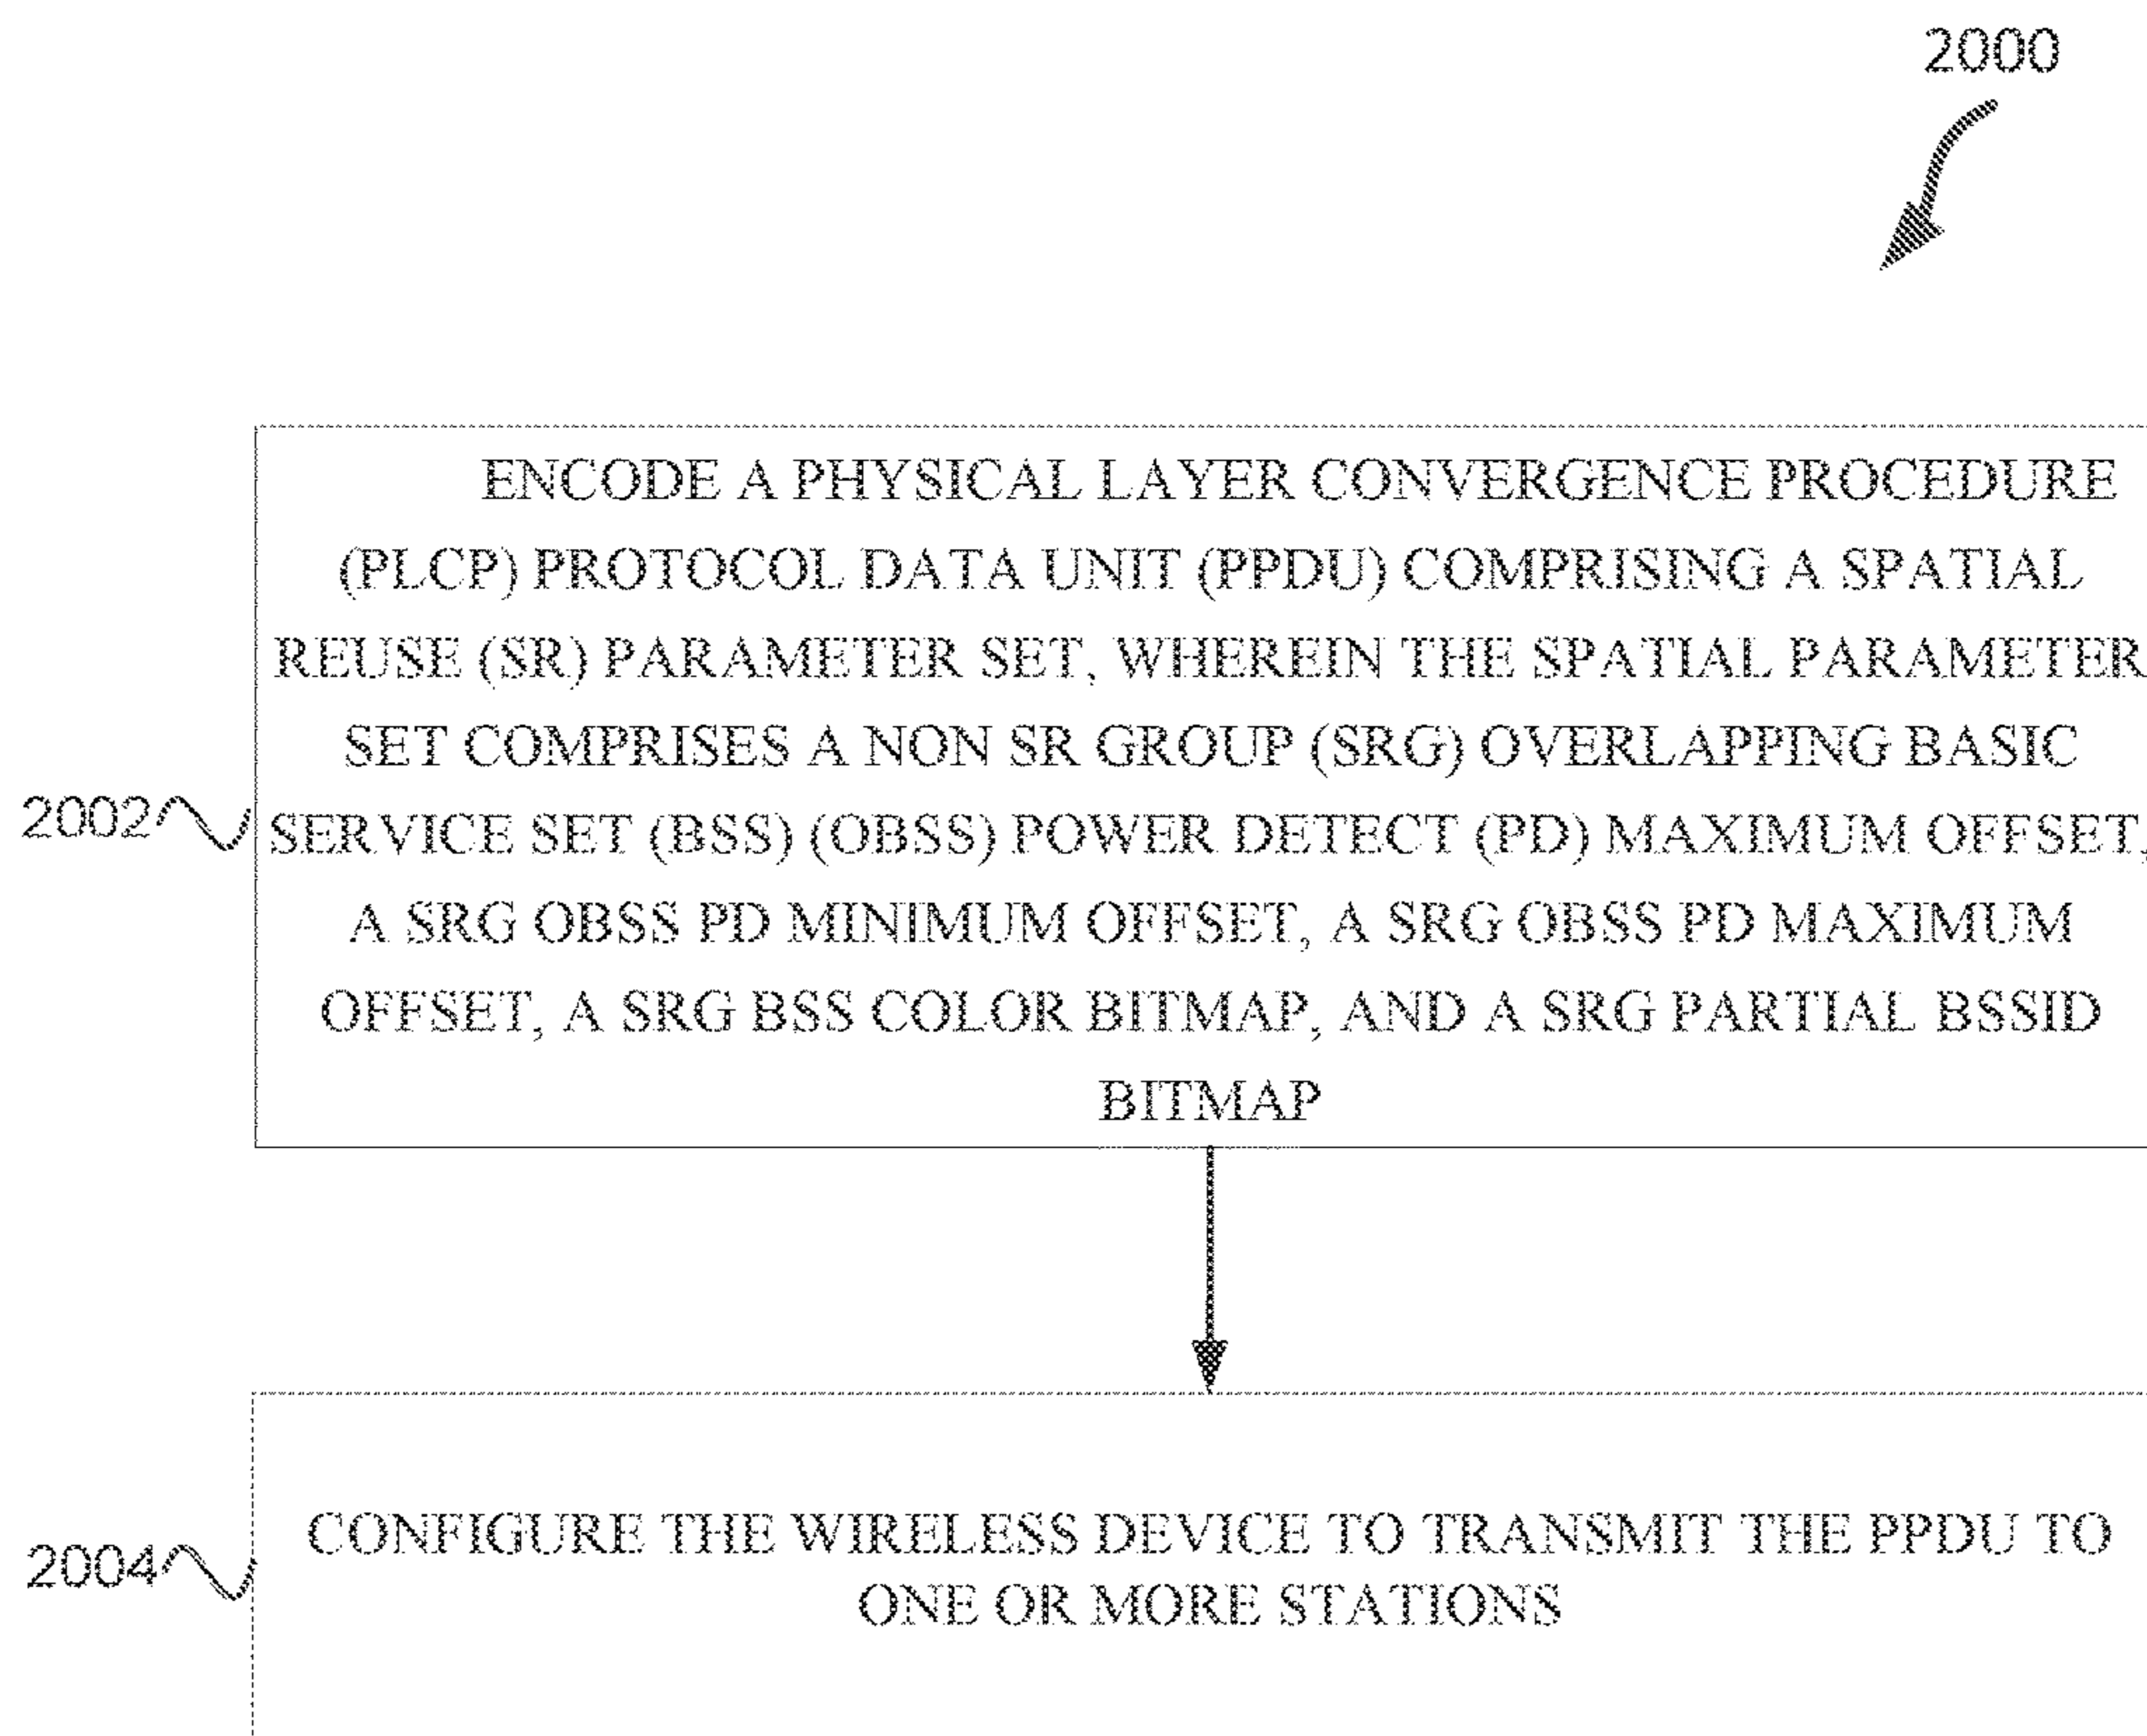 2000
ENCODE A PHYSICAL LAYER CONVERGENCE PROCEDURE
(PLCP) PROTOCOL DATA UNIT (PPDU) COMPRISING A SPATIAL
REUSE (SR) PARAMETER SET, WHEREIN THE SPATIAL PARAMETER
SET COMPRISES A NON SR GROUP (SRG) OVERLAPPING BASIC
2002
SERVICE SET (BSS) (OBSS) POWER DETECT (PD) MAXIMUM OFFSET,
A SRG OBSS PD MINIMUM OFFSET, A SRG OBSS PD MAXIMUM
OFFSET, A SRG BSS COLOR BITMAP, AND A SRG PARTIAL BSSID
BITMAP
2004
CONFIGURE THE WIRELESS DEVICE TO TRANSMIT THE PPDU TO
ONE OR MORE STATIONS